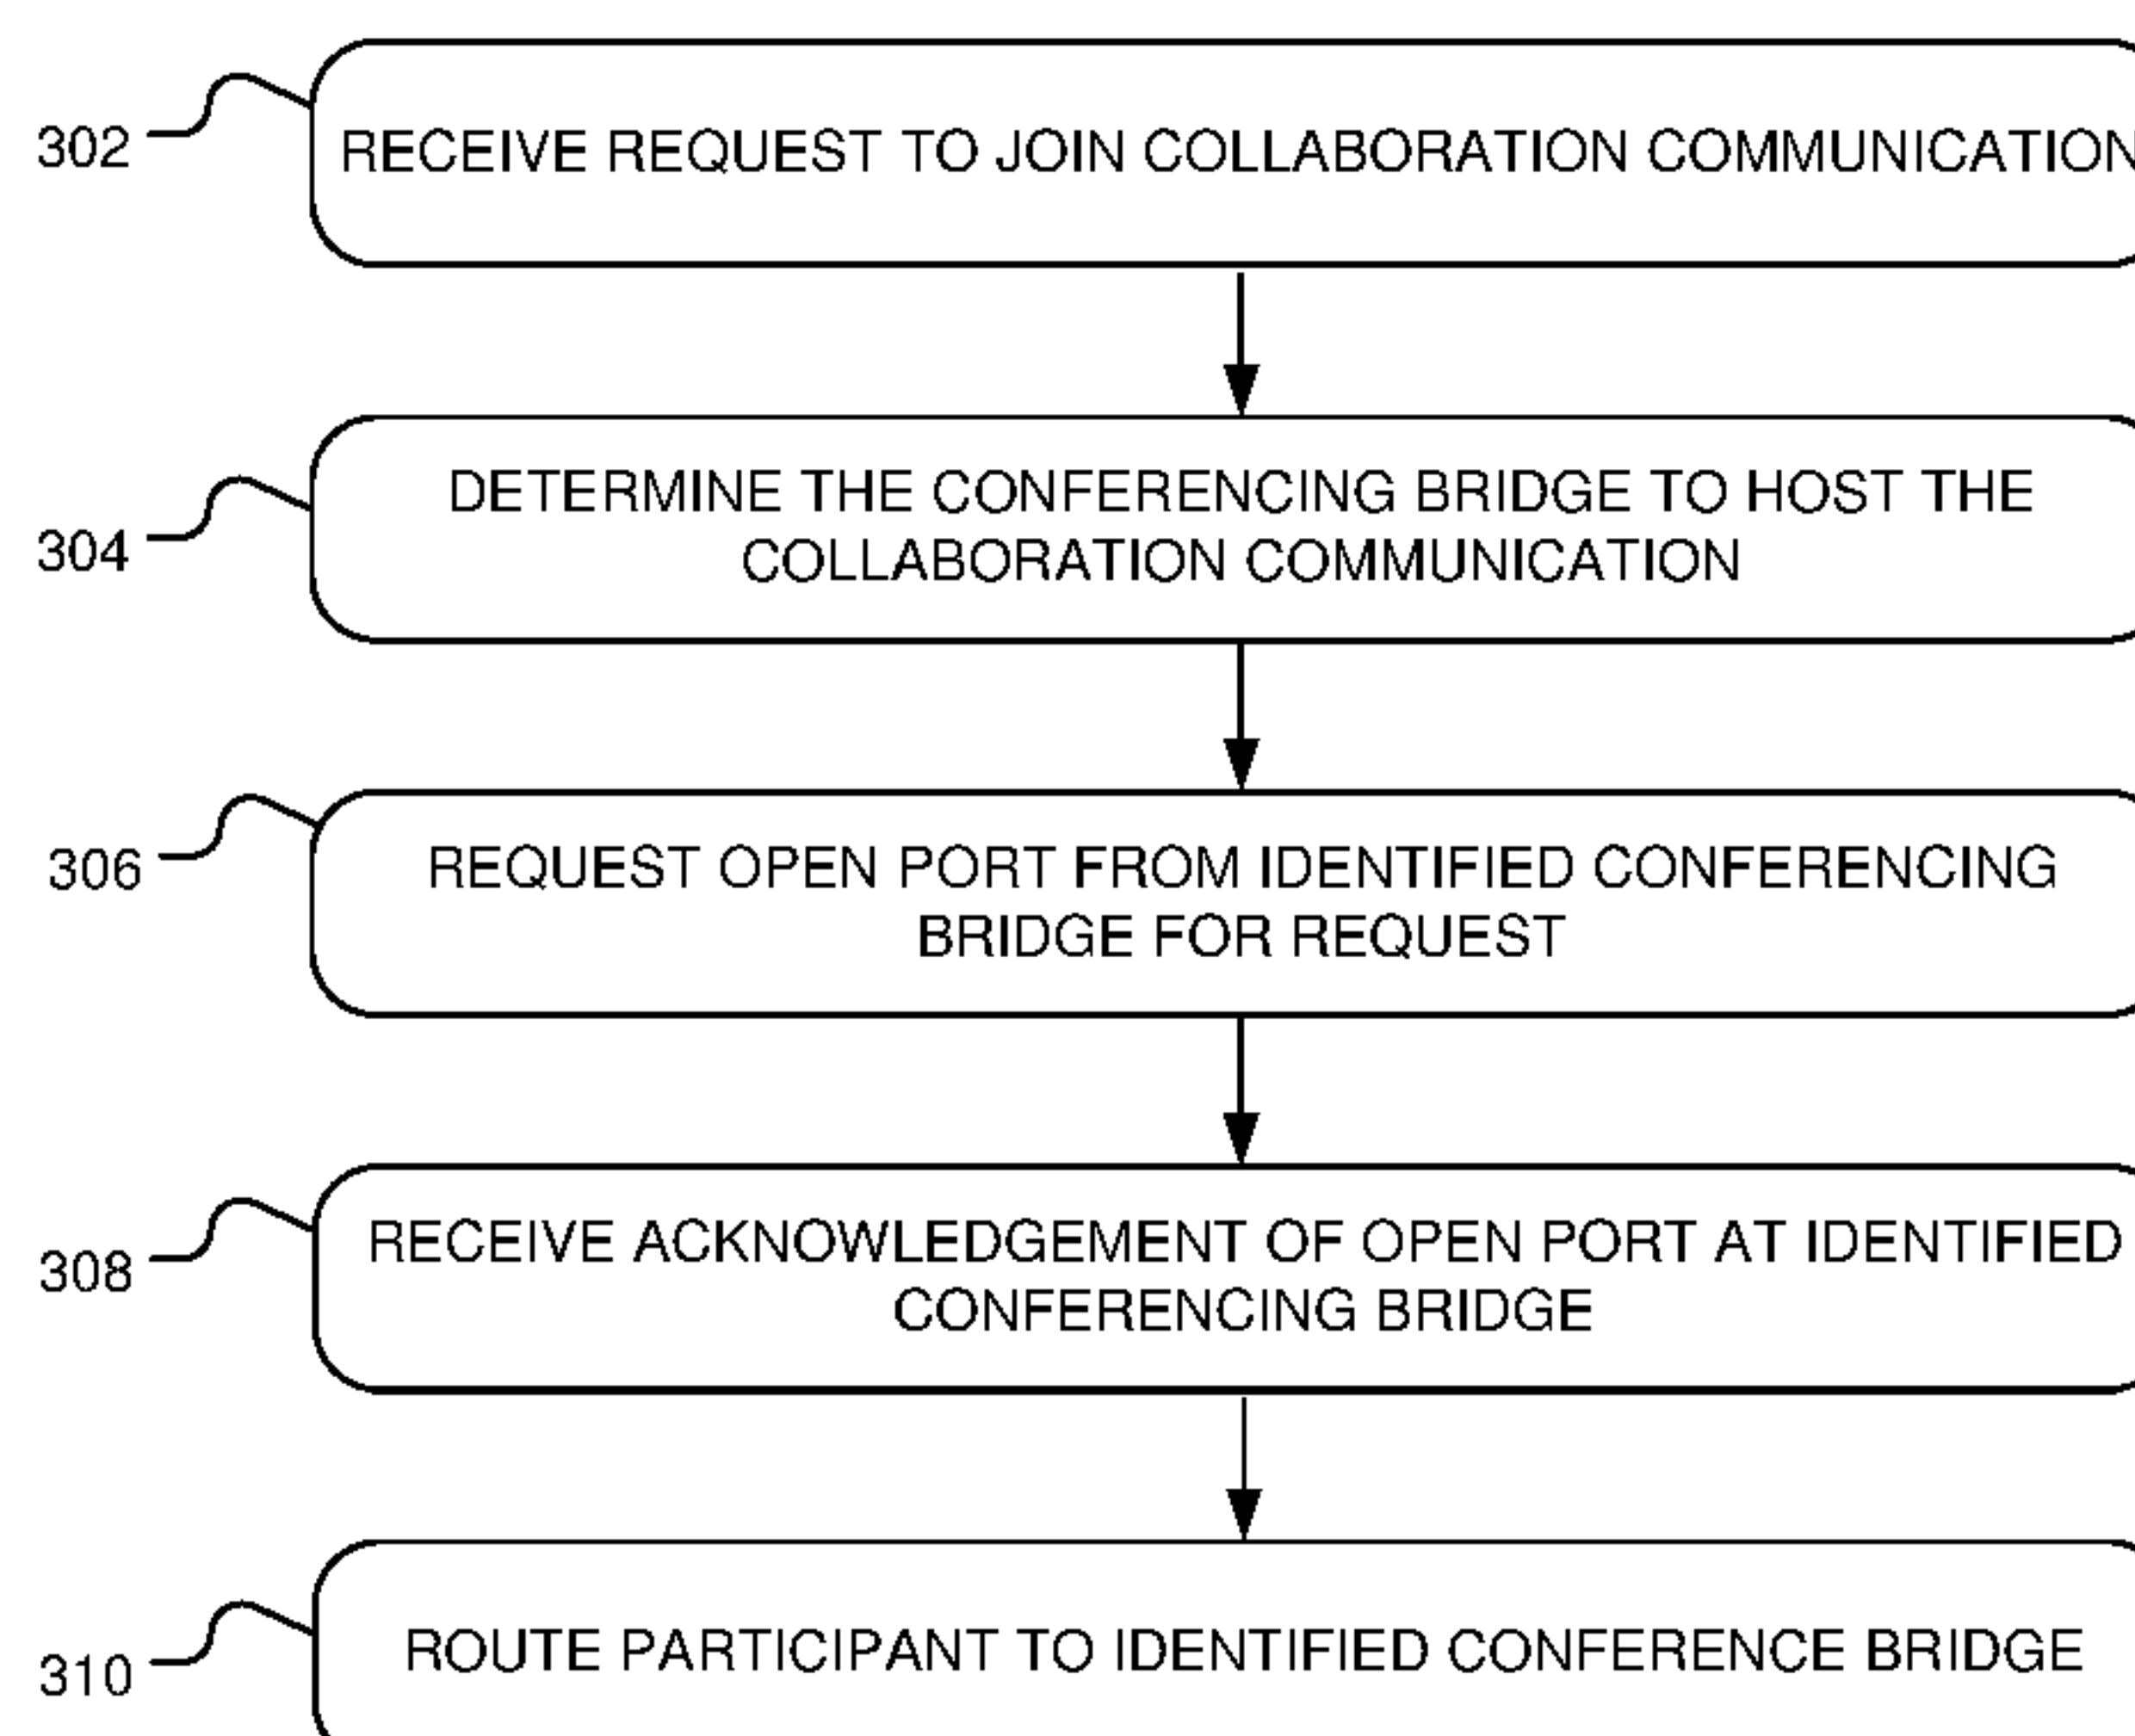 302
RECEIVE REQUEST TO JOIN COLLABORATION COMMUNICATION
304
DETERMINE THE CONFERENCING BRIDGE TO HOST THE
COLLABORATION COMMUNICATION
306
REQUEST OPEN PORT FROM IDENTIFIED CONFERENCING
BRIDGE FOR REQUEST
308
RECEIVE ACKNOWLEDGEMENT OF OPEN PORT AT IDENTIFIED
CONFERENCING BRIDGE
310
ROUTE PARTICIPANT TO IDENTIFIED CONFERENCE BRIDGE